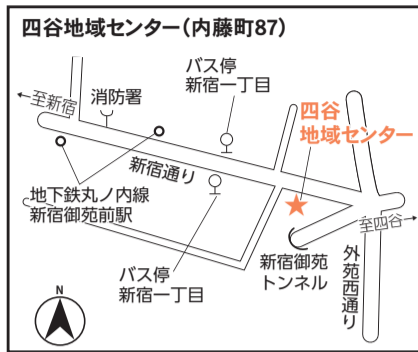 四谷地域センター(内藤町87)
バス停
新宿一丁目
←至新宿
消防署
四谷
地域センター
新宿通り
地下鉄丸ノ内線
新宿御苑前駅
至四谷→
バス停
新宿一丁目
新宿御苑
トンネル
外苑西通り
N